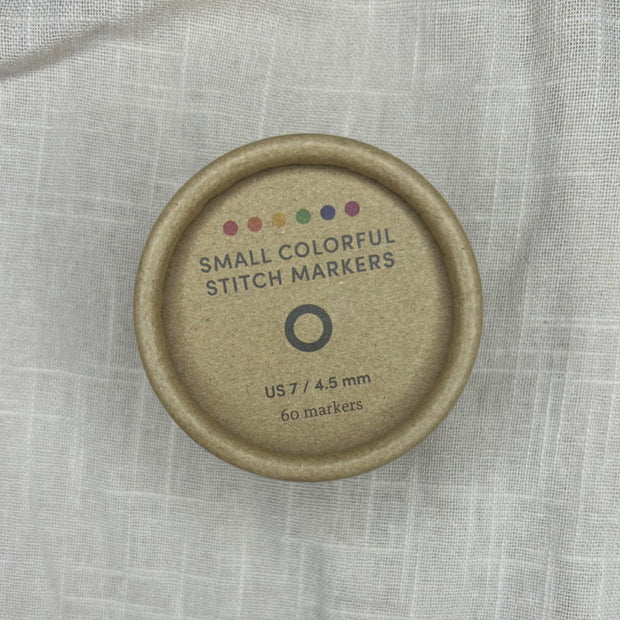 SMALL COLORFUL
STITCH MARKERS
US 7 / 4.5 mm
60 markers